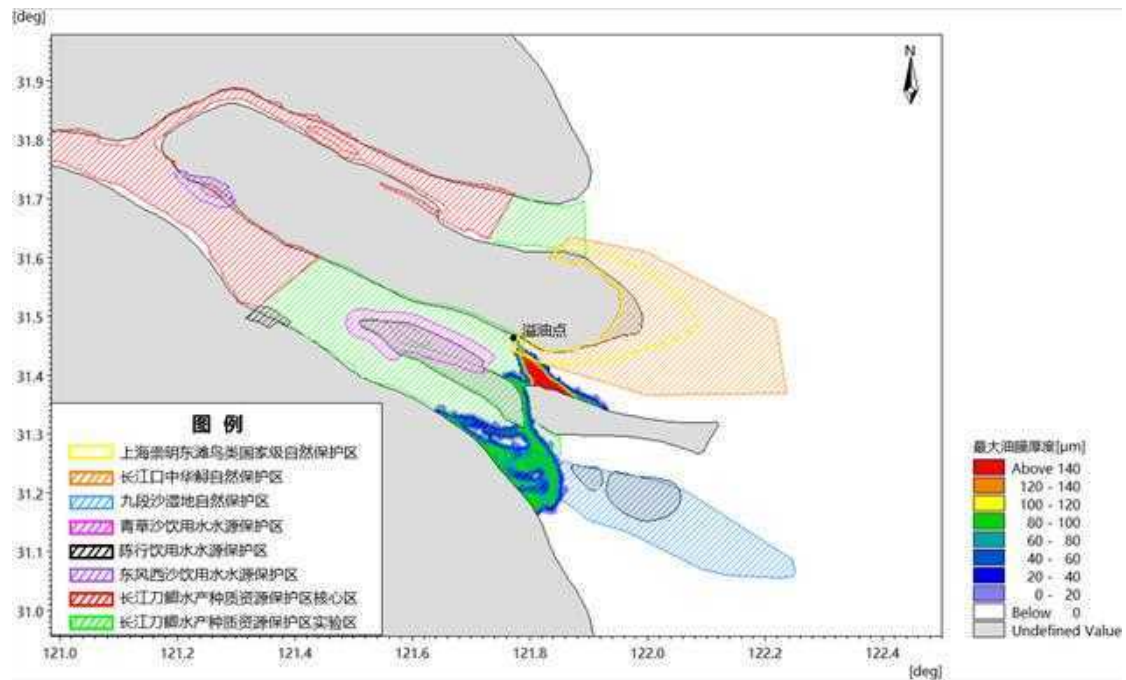 [deg]
N
31.9
31.8
31.7
31.6
31.5
31.4
31.3
31.2
31.1
31.0
溢油点
图 例
上海崇明东滩鸟类国家级自然保护区
长江口中华鲟自然保护区
九段沙湿地自然保护区
青草沙饮用水水源保护区
陈行饮用水水源保护区
东风西沙饮用水水源保护区
长江刀鲚水产种质资源保护区核心区
长江刀鲚水产种质资源保护区实验区
121.0 121.2 121.4 121.6 121.8 122.0 122.2 122.4
[deg]
最大油膜厚度[μm]
Above 140
120 - 140
100 - 120
80 - 100
60 - 80
40 - 60
20 - 40
0 - 20
Below 0
Undefined Value